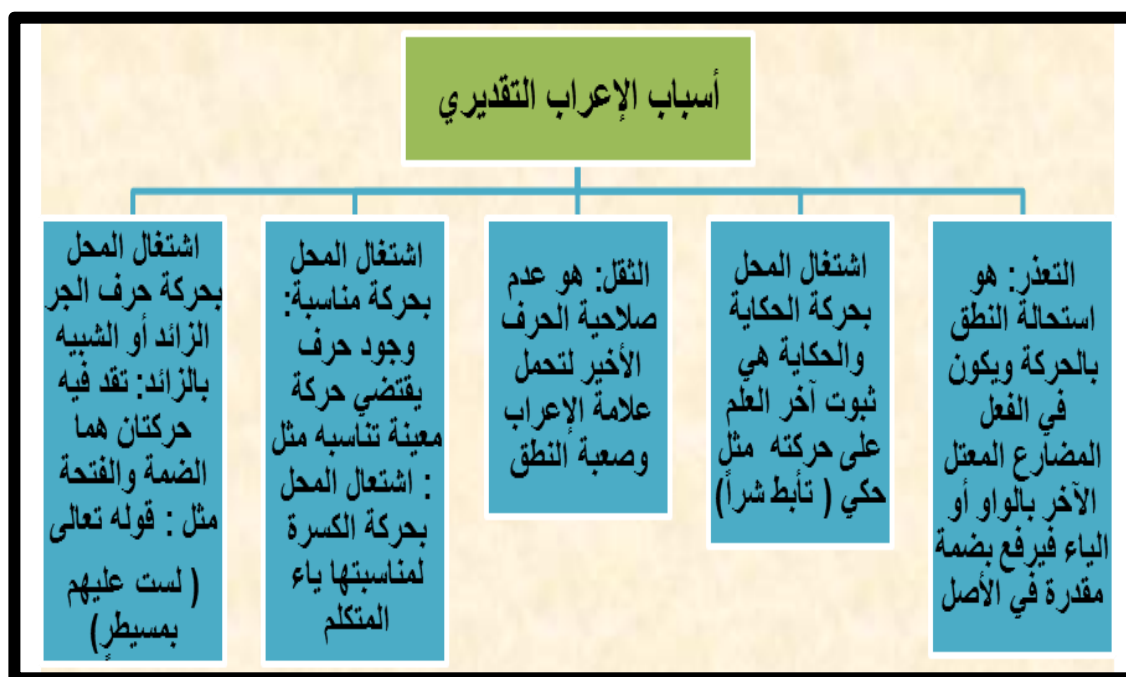 أسباب الإعراب التقديري
التعذر: هو
استحالة النطق
بالحركة ويكون
في الفعل
المضارع المعتل
الآخر بالواو أو
الياء فيرفع بضمة
مقدرة في الأصل
اشتغال المحل
بحركة الحكاية
والحكاية هي
ثبوت آخر العلم
على حركته مثل
حكي ( تأبط شراً)
الثقل: هو عدم
صلاحية الحرف
الأخير لتحمل
علامة الإعراب
وصعبة النطق
اشتغال المحل
بحركة مناسبة:
وجود حرف
يقتضي حركة
معينة تناسبه مثل
: اشتعال المحل
بحركة الكسرة
لمناسبتها ياء
المتكلم
اشتغال المحل
بحركة حرف الجر
الزائد أو الشبيه
بالزائد: تقد فيه
حركتان هما
الضمة والفتحة
مثل : قوله تعالى
( لست عليهم
بمسيطرٍ)